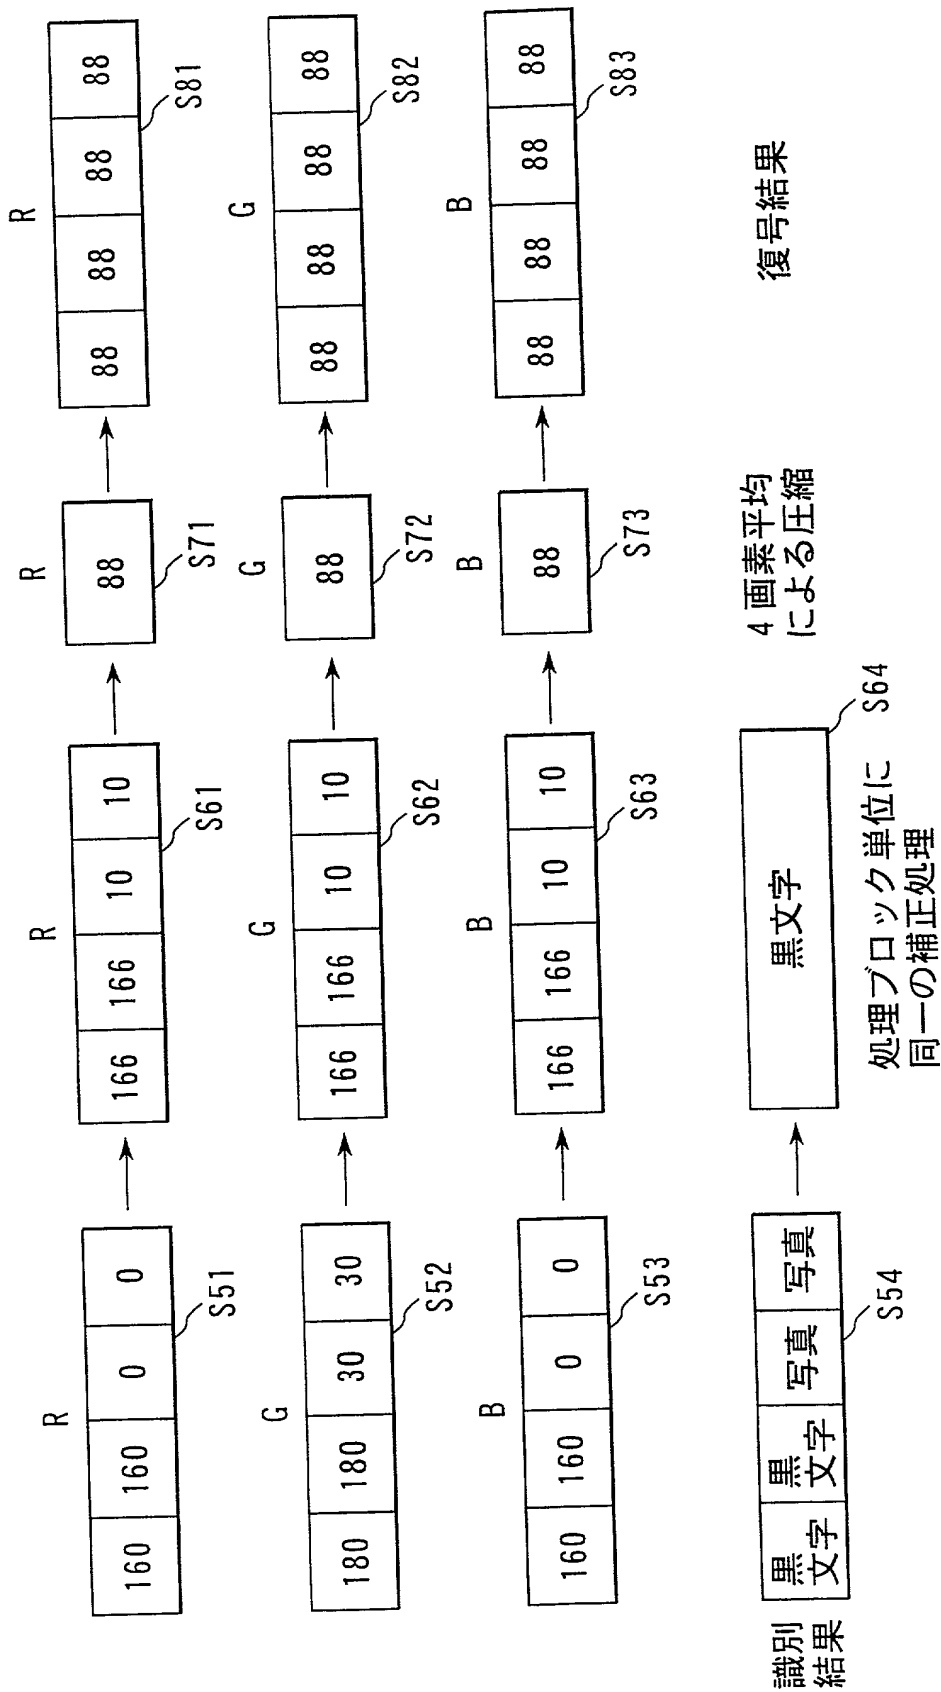 R
160 160 0 0
S51
R
166 166 10 10
S61
R
88
S71
R
88 88 88 88
S81
G
180 180 30 30
S52
G
166 166 10 10
S62
G
88
S72
G
88 88 88 88
S82
B
160 160 0 0
S53
B
166 166 10 10
S63
B
88
S73
B
88 88 88 88
S83
識別
結果
黒
文字
黒
文字
写真
写真
S54
黒文字
S64
処理ブロック単位に
同一の補正処理
4画素平均
による圧縮
復号結果